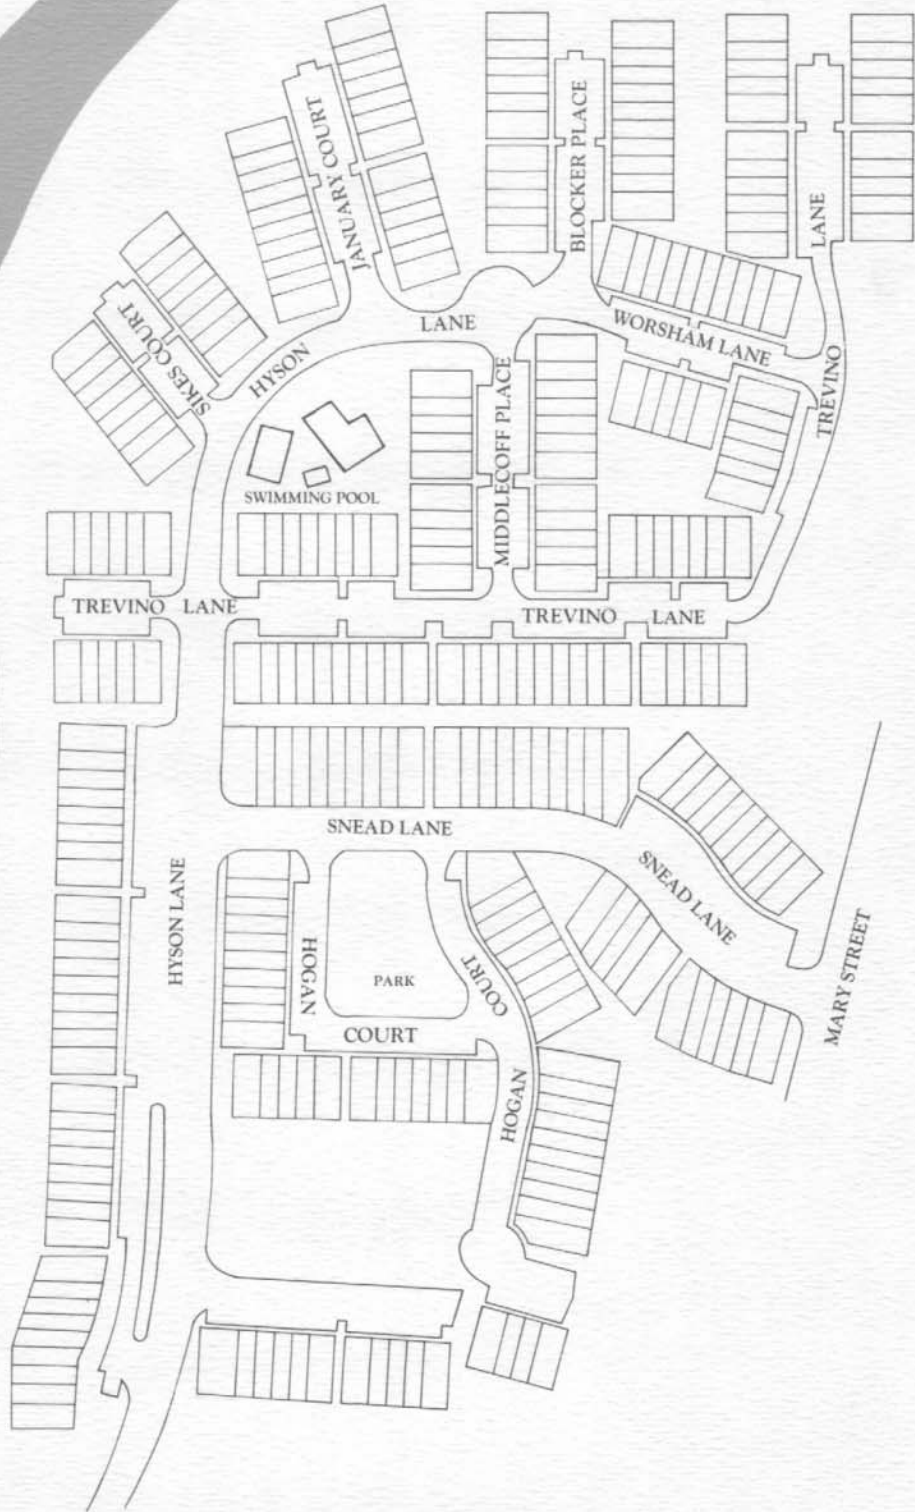 JANUARY COURT
BLOCKER PLACE
LANE
SIKES COURT
HYSON
LANE
WORSHAM LANE
TREVINO
MIDDLECOFF PLACE
SWIMMING POOL
TREVINO LANE
TREVINO LANE
SNEAD LANE
SNEAD LANE
HYSON LANE
HOGAN
PARK
COURT
COURT
MARY STREET
HOGAN